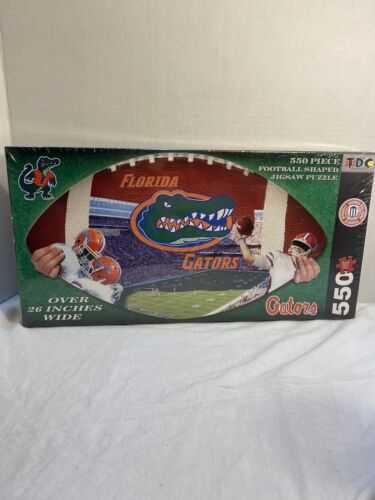 550 PIECE
FOOTBALL SHAPED
JIGSAW PUZZLE
TDC
FLORIDA
GATORS
OVER
26 INCHES
WIDE
Gators
550